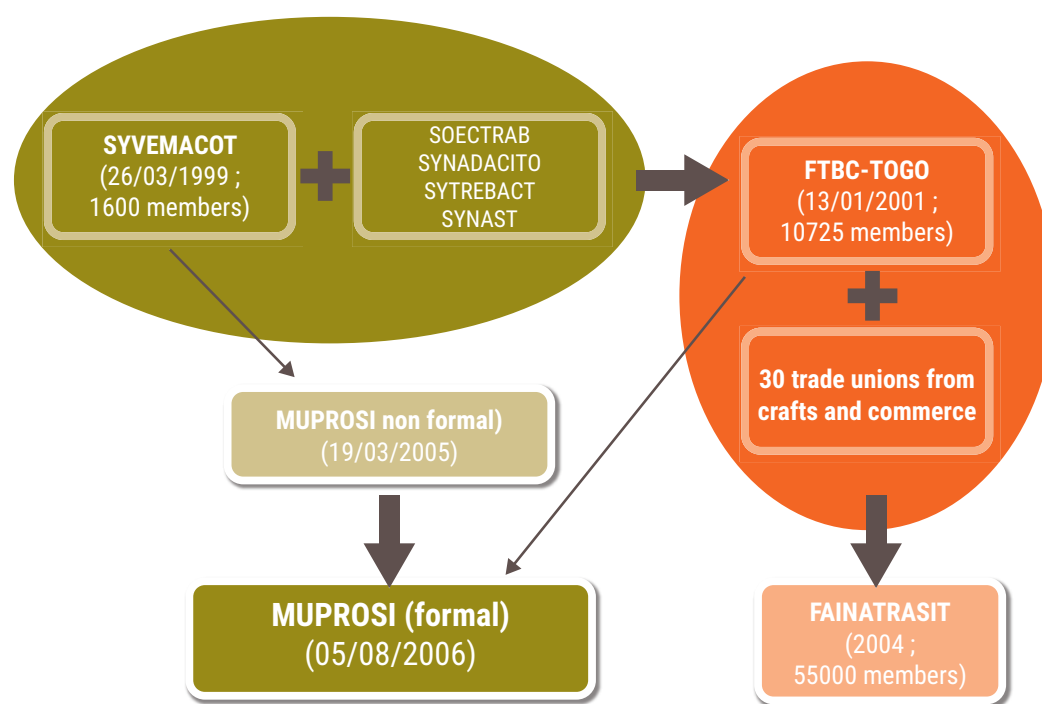 SYVEMACOT
(26/03/1999 ;
1600 members)
SOECTRAB
SYNADACITO
SYTREBACT
SYNAST
FTBC-TOGO
(13/01/2001 ;
10725 members)
30 trade unions from
crafts and commerce
MUPROSI non formal)
(19/03/2005)
MUPROSI (formal)
(05/08/2006)
FAINATRASIT
(2004 ;
55000 members)